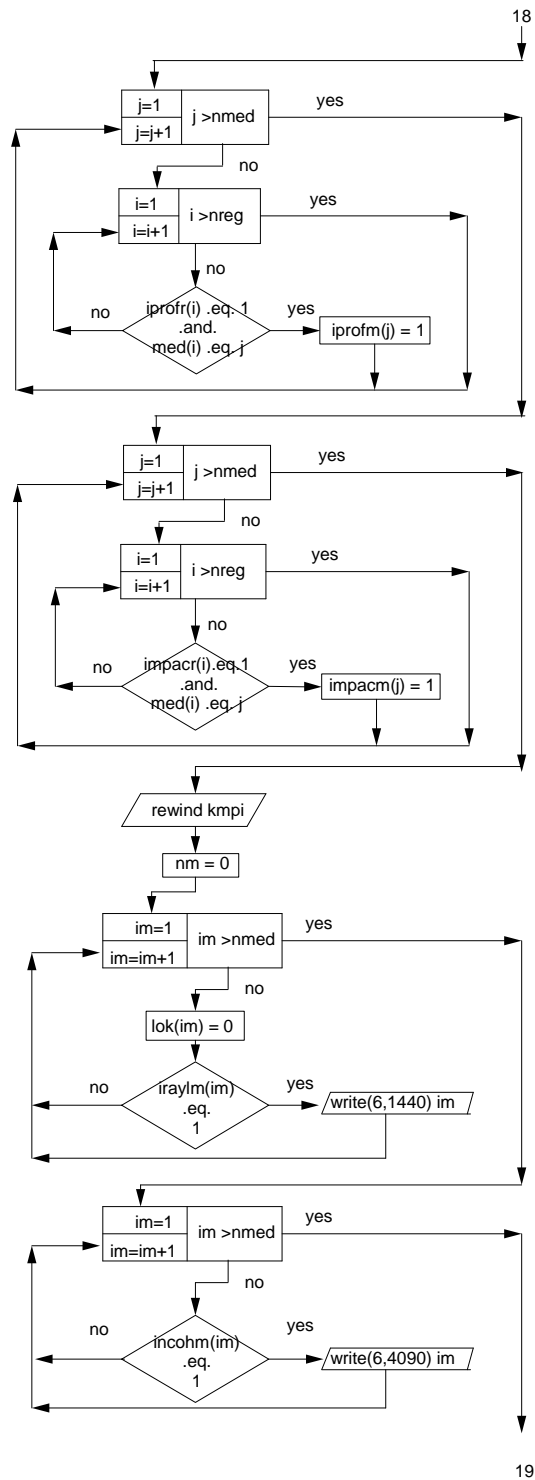 18
j=1
j=j+1
j >nmed
yes
no
i=1
i=i+1
i >nreg
yes
no
iprofr(i) .eq. 1
.and.
med(i) .eq. j
no
yes
iprofm(j) = 1
j=1
j=j+1
j >nmed
yes
no
i=1
i=i+1
i >nreg
yes
no
impacr(i).eq.1
.and.
med(i) .eq. j
no
yes
impacm(j) = 1
rewind kmpi
nm = 0
im=1
im=im+1
im >nmed
yes
no
lok(im) = 0
iraylm(im)
.eq.
1
no
yes
write(6,1440) im
im=1
im=im+1
im >nmed
yes
no
incohm(im)
.eq.
1
no
yes
write(6,4090) im
19